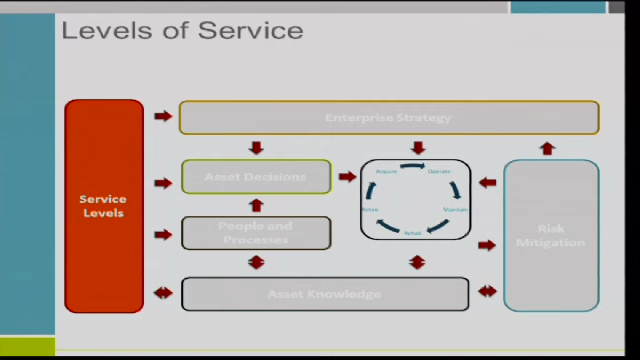 Levels of Service
Enterprise Strategy
Service
Levels
Asset Decisions
Acquire
Operate
Maintain
Rehab
Retire
People and
Processes
Risk
Mitigation
Asset Knowledge